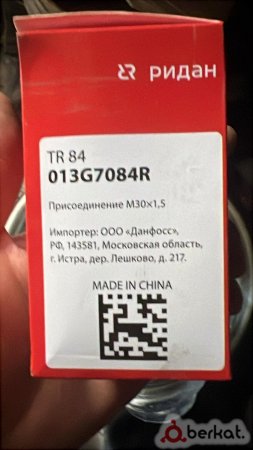 ридан
TR 84
013G7084R
Присоединение M30×1,5
Импортер: ООО «Данфосс»,
РФ, 143581, Московская область,
г. Истра, дер. Лешково, д. 217.
MADE IN CHINA
berkat.